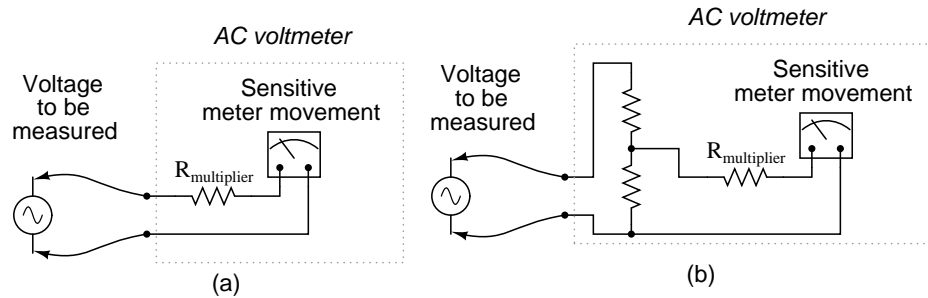 AC voltmeter
Voltage
to be
measured
Sensitive
meter movement
Rmultiplier
(a)
AC voltmeter
Voltage
to be
measured
Sensitive
meter movement
Rmultiplier
(b)